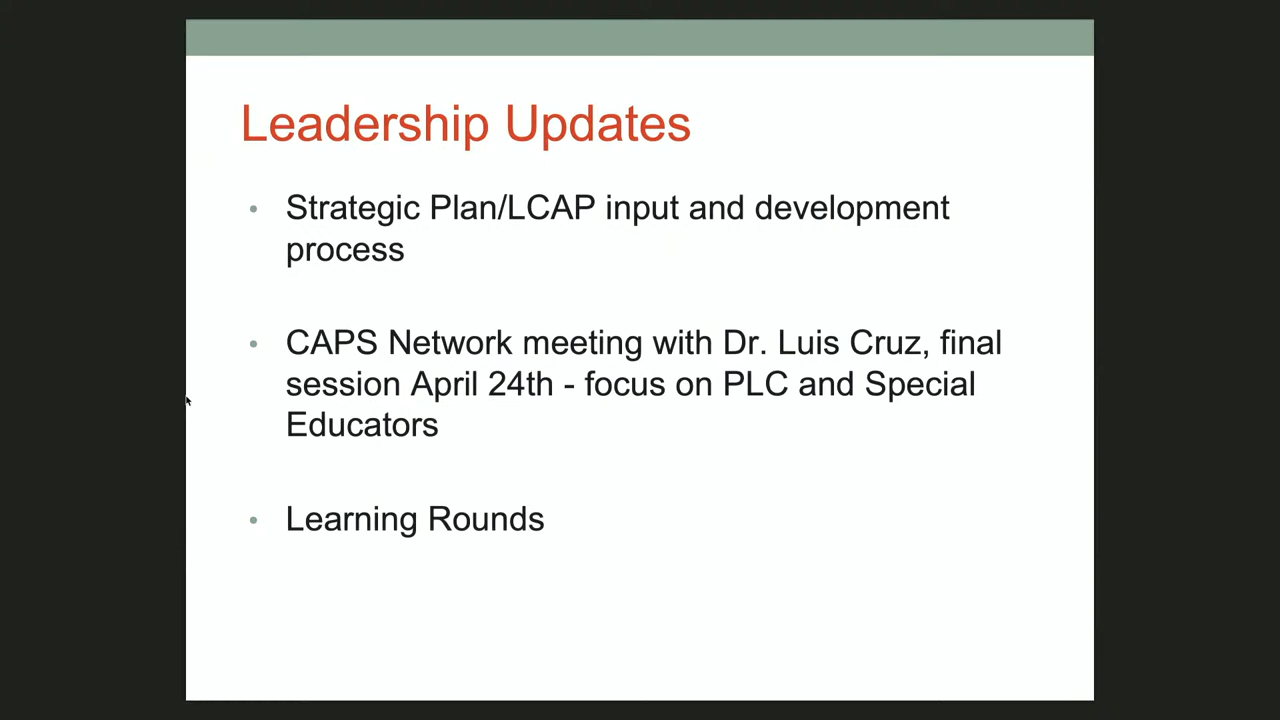 Leadership Updates
• Strategic Plan/LCAP input and development
process
• CAPS Network meeting with Dr. Luis Cruz, final
session April 24th - focus on PLC and Special
Educators
• Learning Rounds